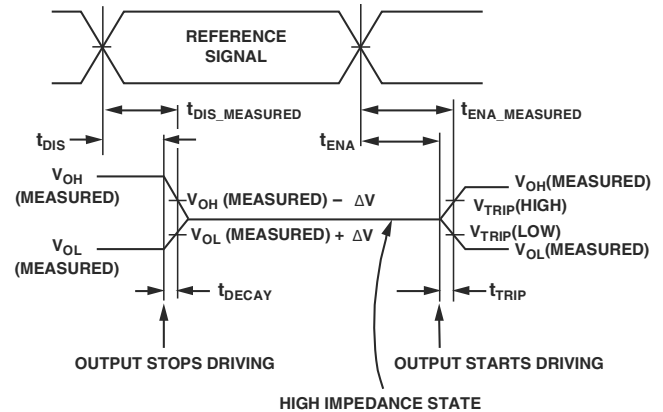 REFERENCE
SIGNAL
tDIS_MEASURED
tENA_MEASURED
tDIS
tENA
VOH
(MEASURED)
VOH (MEASURED) – ΔV
VOH(MEASURED)
VTRIP(HIGH)
VOL
(MEASURED)
VOL (MEASURED) + ΔV
VTRIP(LOW)
VOL(MEASURED)
tDECAY
tTRIP
OUTPUT STOPS DRIVING
OUTPUT STARTS DRIVING
HIGH IMPEDANCE STATE